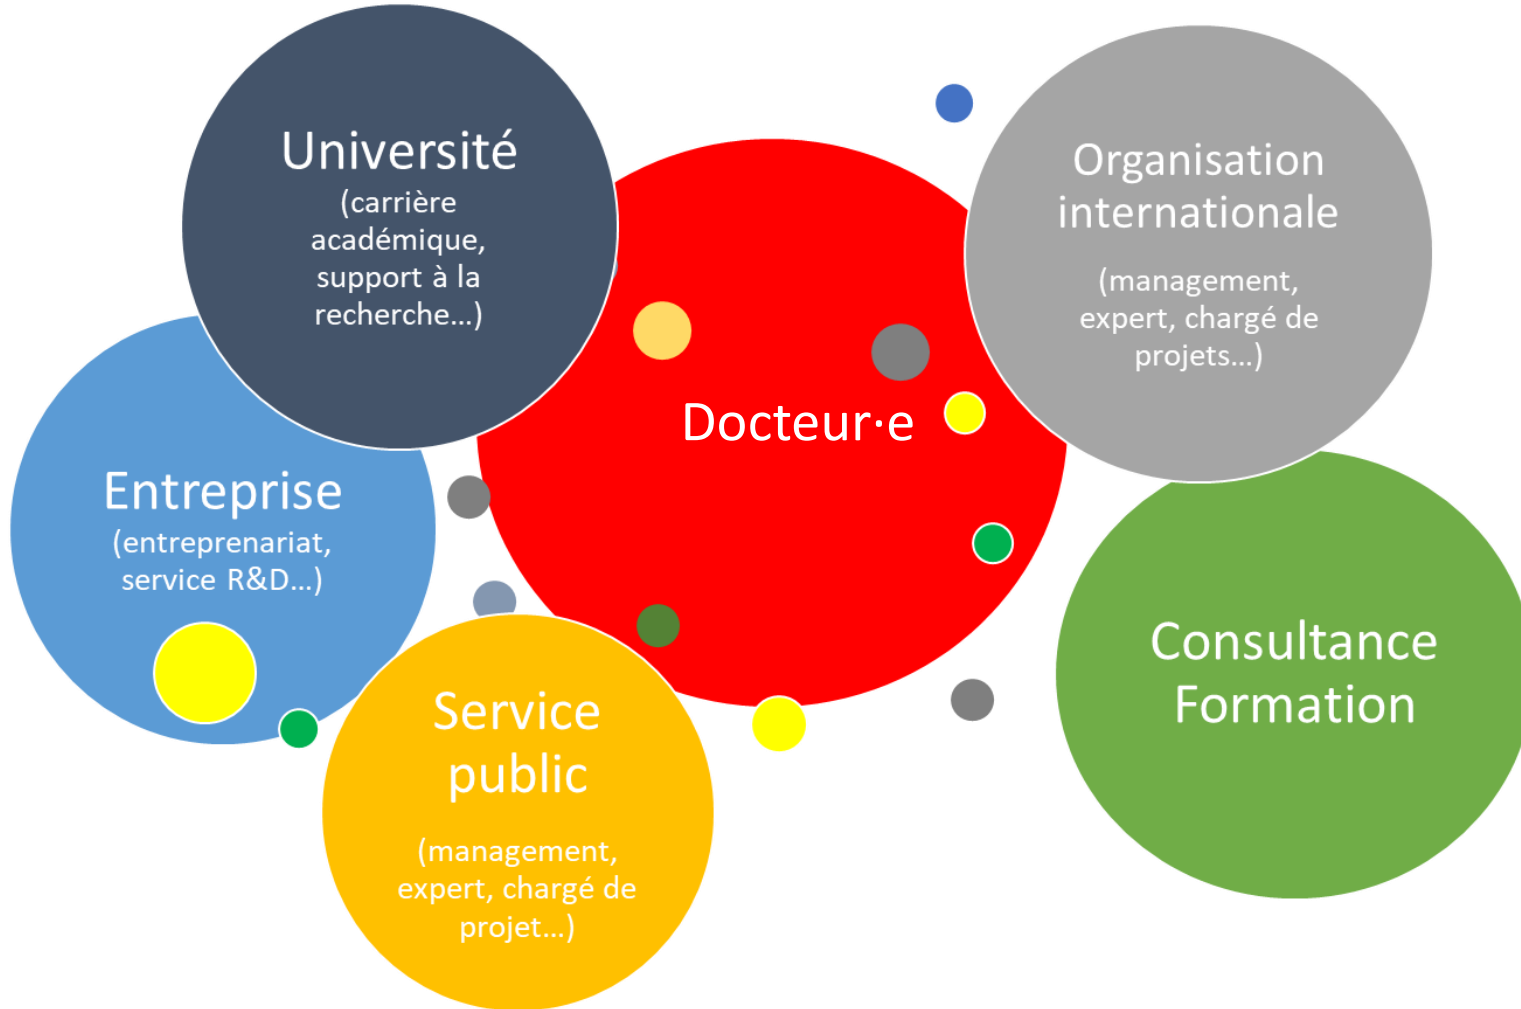 Université
(carrière
académique,
support à la
recherche...)
Organisation
internationale
(management,
expert, chargé de
projets...)
Docteur·e
Entreprise
(entreprenariat,
service R&D...)
Service
public
(management,
expert, chargé de
projet...)
Consultance
Formation